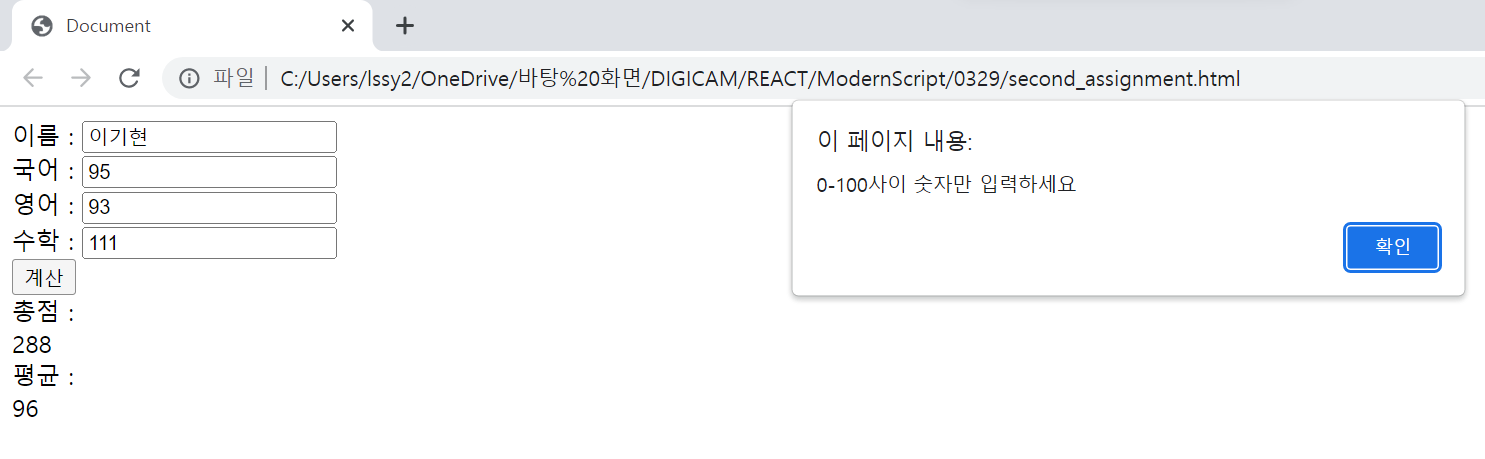 Document
파일 C:/Users/lssy2/OneDrive/바탕%20화면/DIGICAM/REACT/ModernScript/0329/second_assignment.html
이 페이지 내용:
0-100사이 숫자만 입력하세요
확인
이름 : 이기현
국어 : 95
영어 : 93
수학 : 111
계산
총점 :
288
평균 :
96